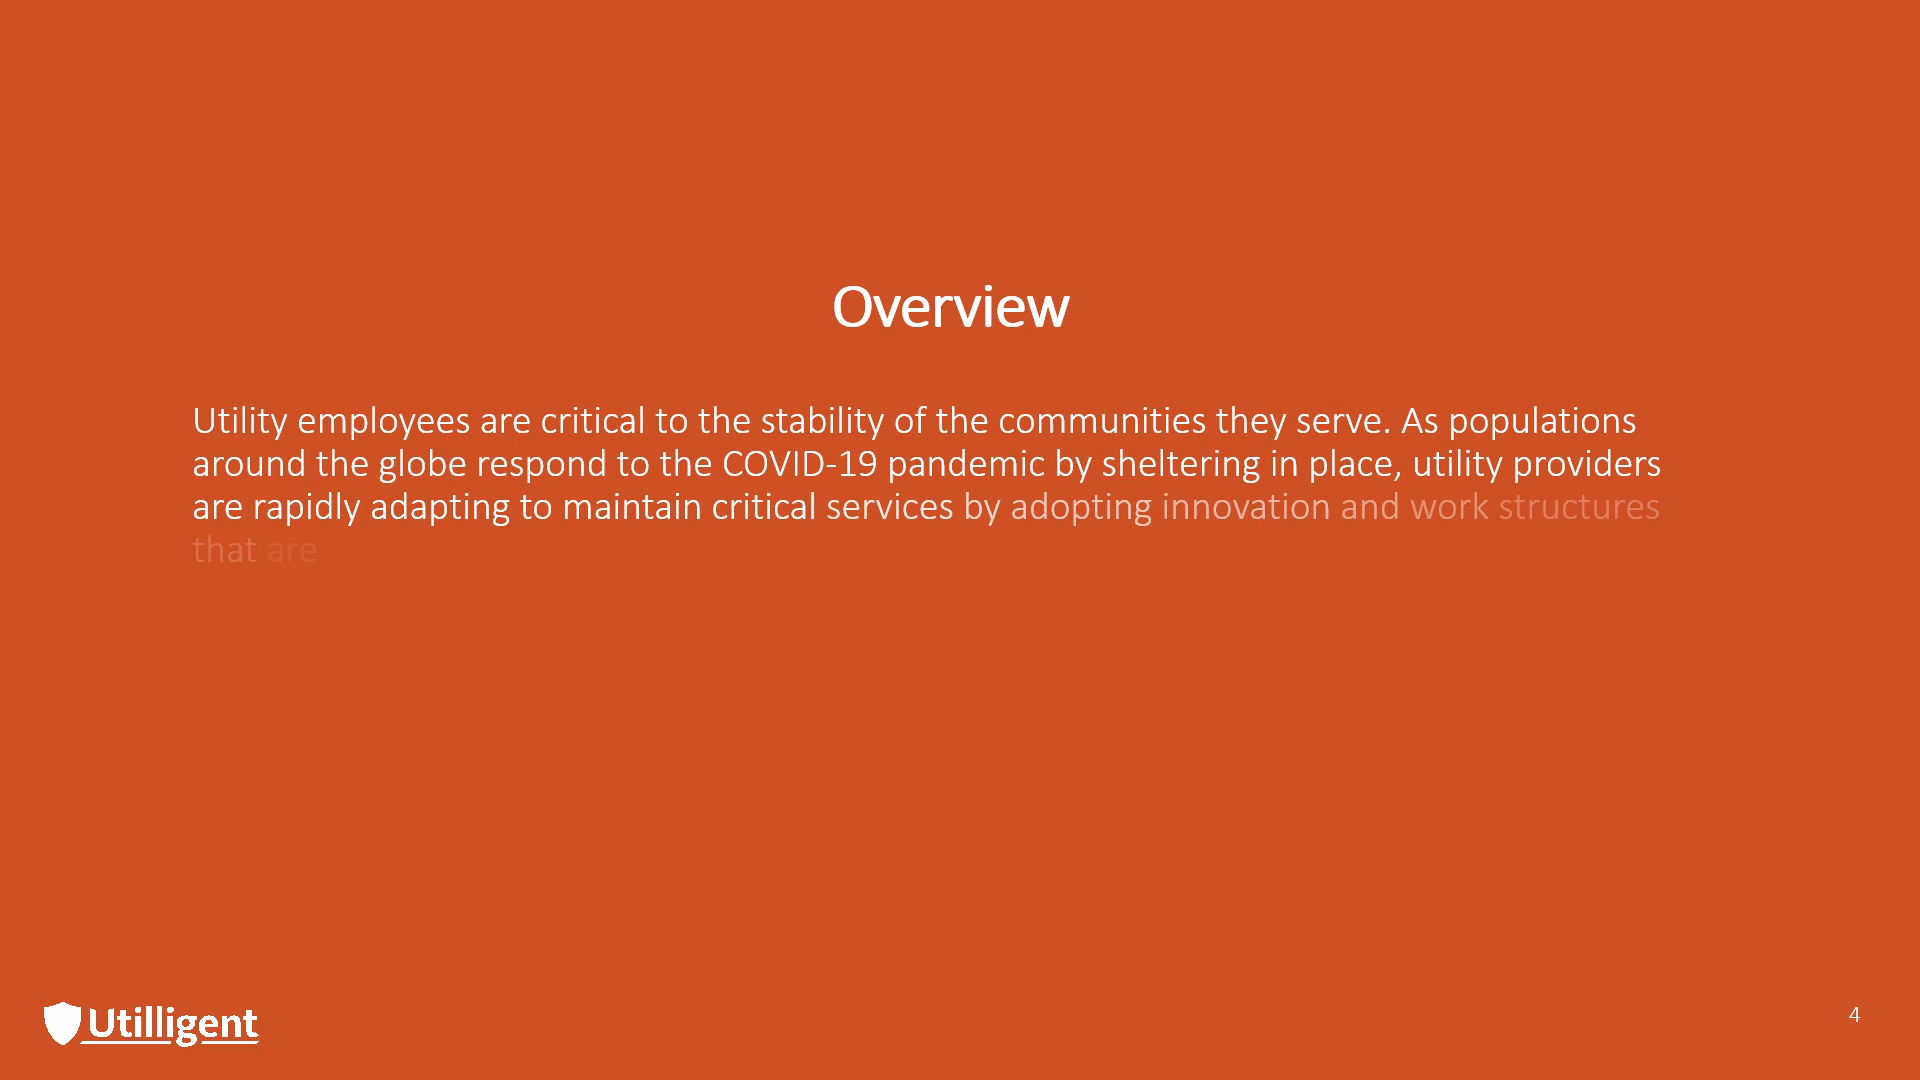 Overview
Utility employees are critical to the stability of the communities they serve. As populations
around the globe respond to the COVID-19 pandemic by sheltering in place, utility providers
are rapidly adapting to maintain critical services by adopting innovation and work structures
that are
Utilligent
4